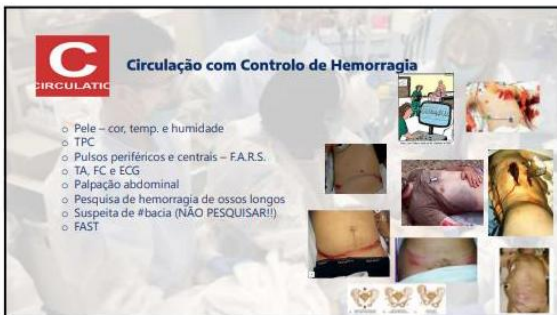 C
CIRCULATIO
Circulação com Controlo de Hemorragia
o Pele – cor, temp. e humidade
o TPC
o Pulsos periféricos e centrais – F.A.R.S.
o TA, FC e ECG
o Palpação abdominal
o Pesquisa de hemorragia de ossos longos
o Suspeita de #bacia (NÃO PESQUISAR!!)
o FAST